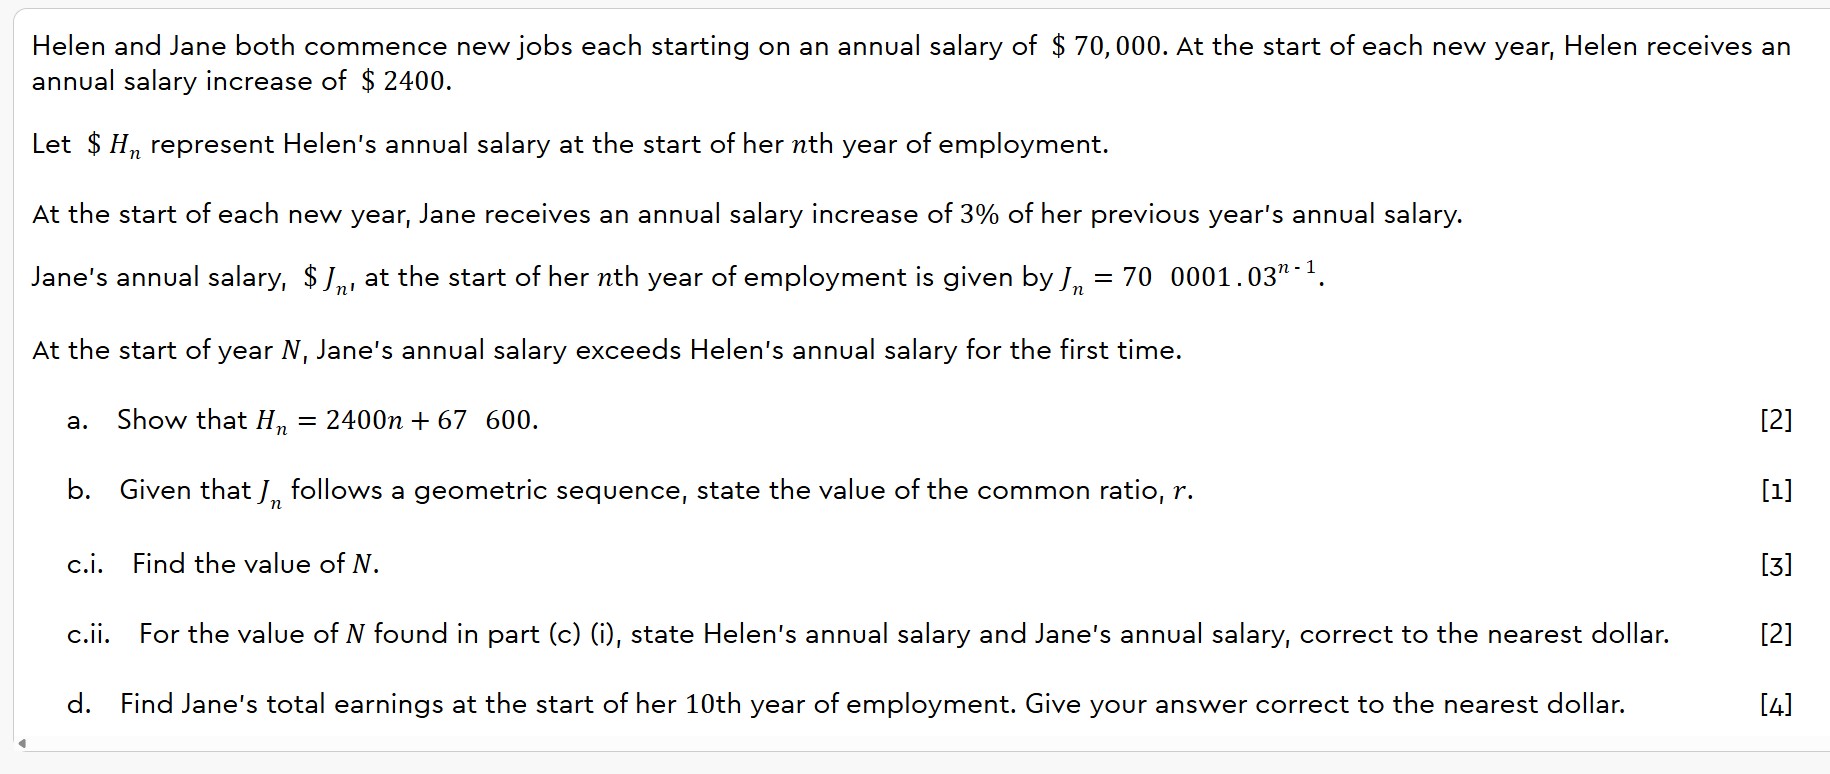 Helen and Jane both commence new jobs each starting on an annual salary of $ 70,000. At the start of each new year, Helen receives an
annual salary increase of $ 2400.
Let $ Hₙ represent Helen's annual salary at the start of her nth year of employment.
At the start of each new year, Jane receives an annual salary increase of 3% of her previous year's annual salary.
Jane's annual salary, $ Jₙ, at the start of her nth year of employment is given by Jₙ = 70 0001.03ⁿ⁻¹.
At the start of year N, Jane's annual salary exceeds Helen's annual salary for the first time.
a. Show that Hₙ = 2400n + 67 600. [2]
b. Given that Jₙ follows a geometric sequence, state the value of the common ratio, r. [1]
c.i. Find the value of N. [3]
c.ii. For the value of N found in part (c) (i), state Helen's annual salary and Jane's annual salary, correct to the nearest dollar. [2]
d. Find Jane's total earnings at the start of her 10th year of employment. Give your answer correct to the nearest dollar. [4]